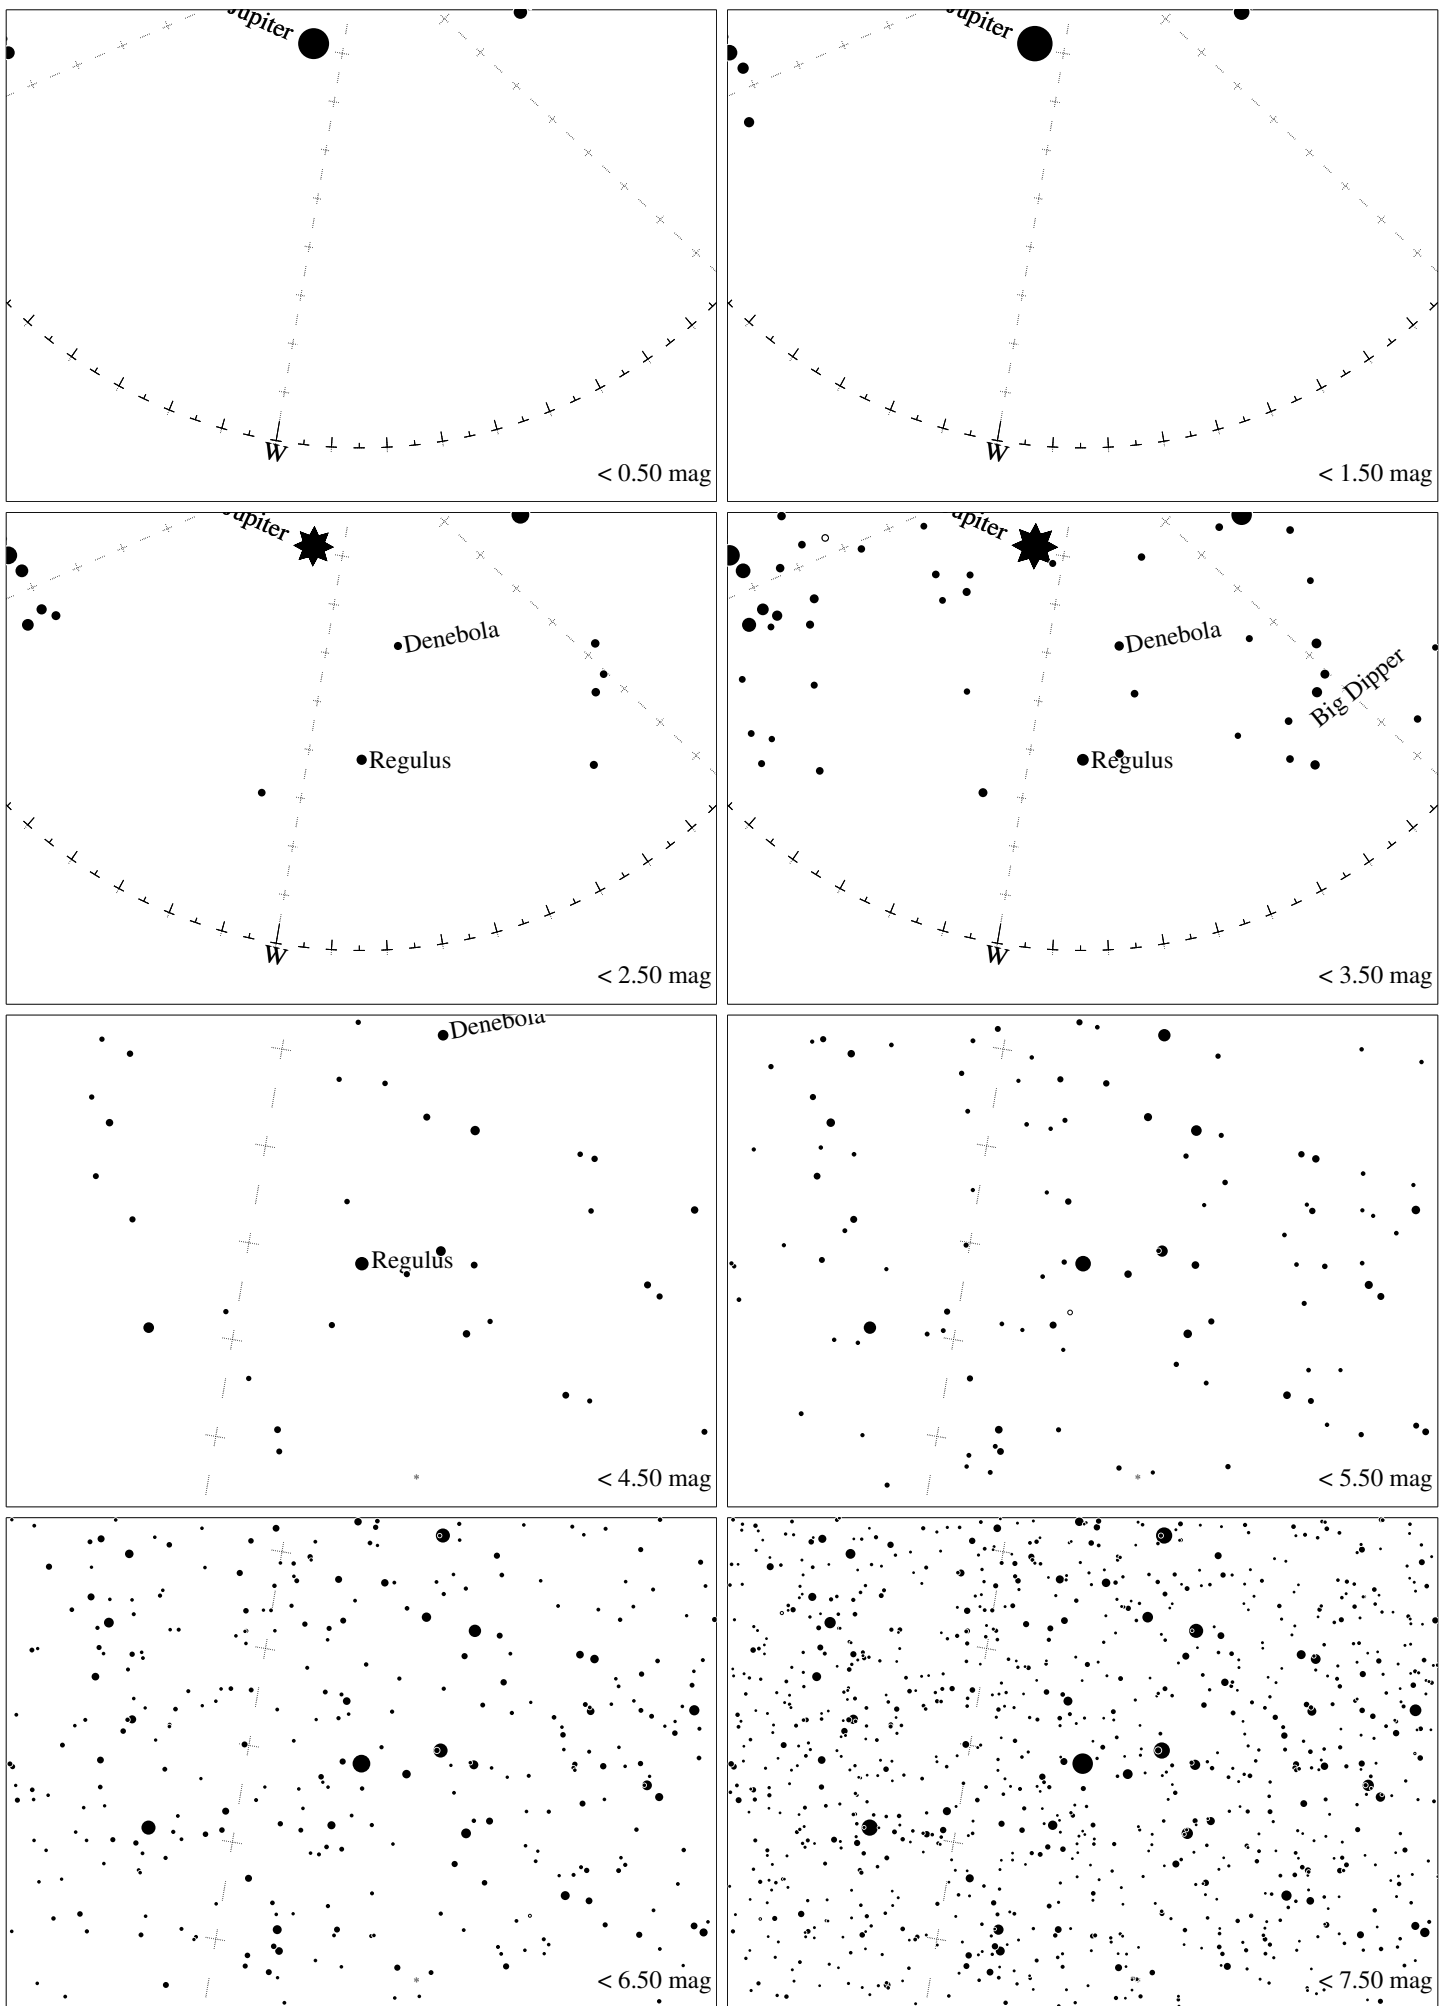 Jupiter
W
< 0.50 mag
Jupiter
W
< 1.50 mag
Jupiter
Denebola
Regulus
W
< 2.50 mag
Jupiter
Denebola
Big Dipper
Regulus
W
< 3.50 mag
Denebola
Regulus
< 4.50 mag
< 5.50 mag
< 6.50 mag
< 7.50 mag